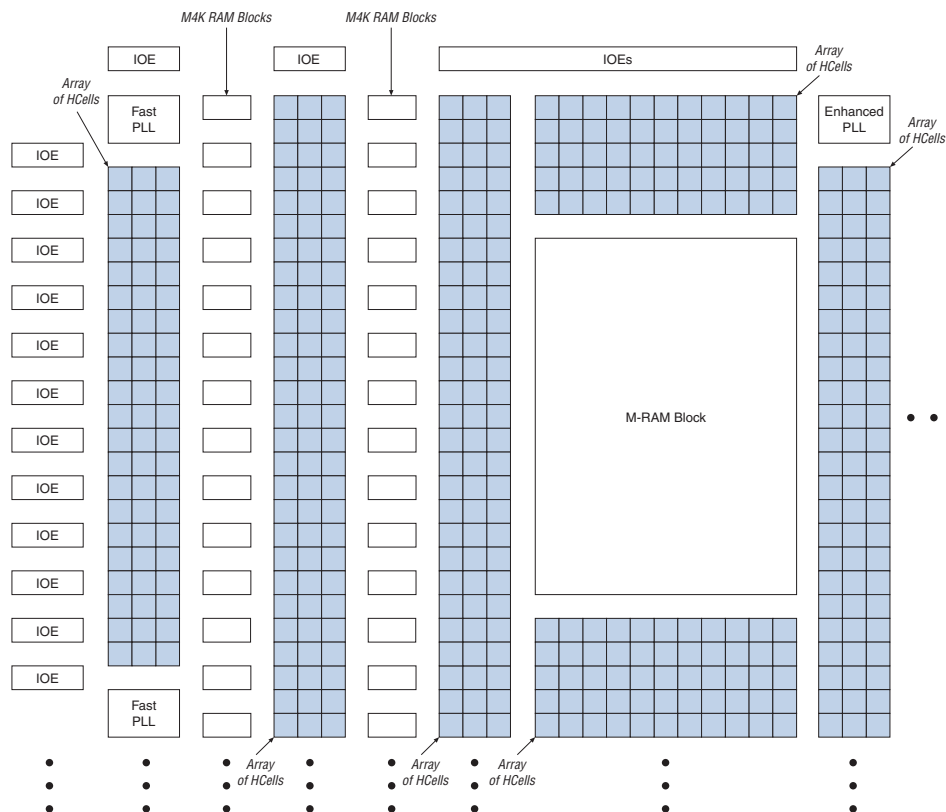 M4K RAM Blocks
M4K RAM Blocks
IOE
IOE
IOEs
Array
of HCells
Array
of HCells
Fast
PLL
Enhanced
PLL
Array
of HCells
IOE
IOE
IOE
IOE
IOE
IOE
IOE
M-RAM Block
IOE
IOE
IOE
IOE
IOE
Fast
PLL
Array
of HCells
Array
of HCells
Array
of HCells